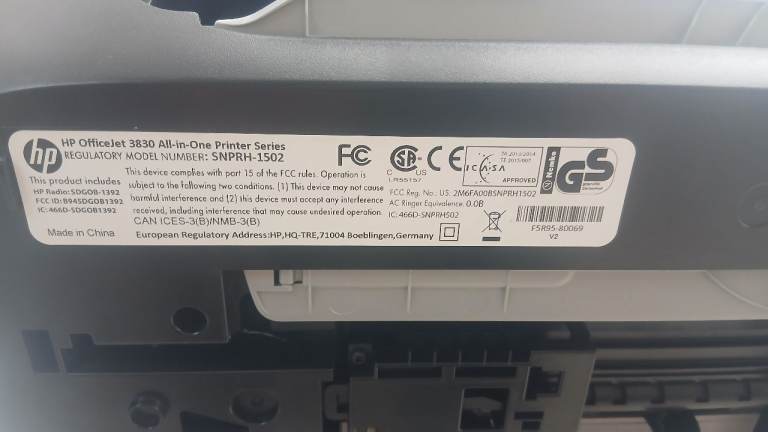 hp
HP OfficeJet 3830 All-in-One Printer Series
REGULATORY MODEL NUMBER: SNPRH-1502
This product includes
HP Radio: SDGOB-1392
FCC ID: B94SDGOB1392
IC: 466D-SDGOB1392
Made in China
This device complies with part 15 of the FCC rules. Operation is
subject to the following two conditions. (1) This device may not cause
harmful interference and (2) this device must accept any interference
received, including interference that may cause undesired operation.
CAN ICES-3(B)/NMB-3(B)
European Regulatory Address:HP,HQ-TRE,71004 Boeblingen,Germany
FC
C SA US
LR55157
CE
ICASA
APPROVED
Nemko
GS
FCC Reg. No.: US: 2M6FA00BSNPRH1502
AC Ringer Equivalency: 0.0B
IC: 466D-SNPRH1502
F5R95-80069
V2